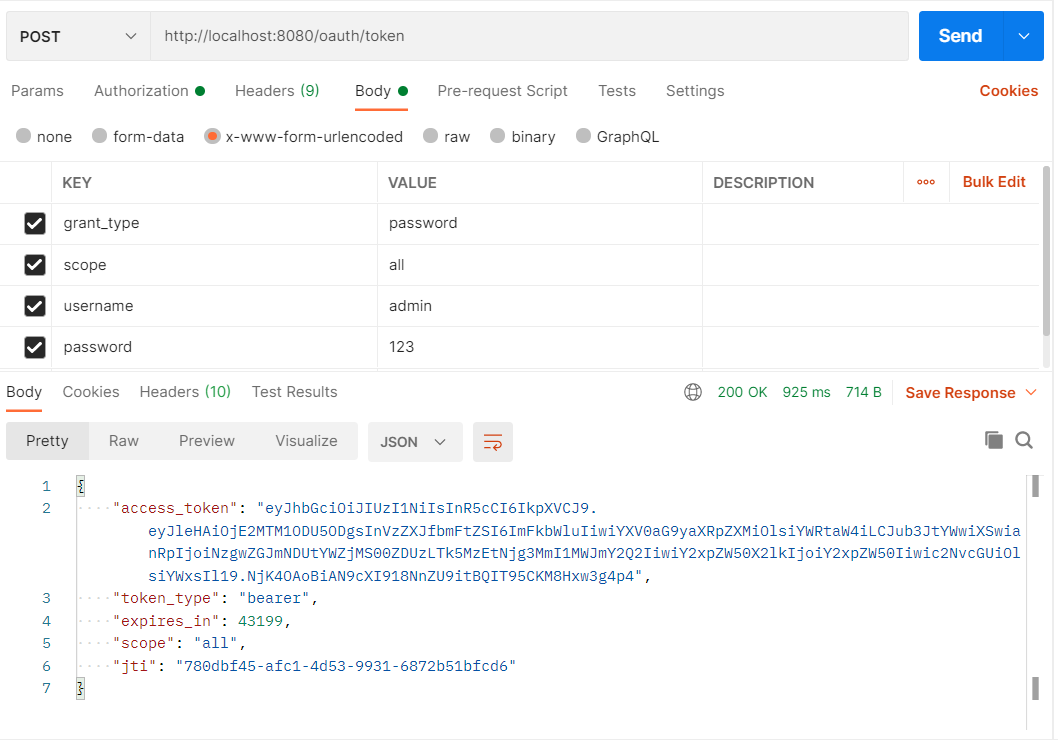 POST http://localhost:8080/oauth/token Send
Params Authorization Headers (9) Body Pre-request Script Tests Settings Cookies
none form-data x-www-form-urlencoded raw binary GraphQL
KEY VALUE DESCRIPTION ooo Bulk Edit
grant_type password
scope all
username admin
password 123
Body Cookies Headers (10) Test Results 200 OK 925 ms 714 B Save Response
Pretty Raw Preview Visualize JSON
1 {
2 "access_token": "eyJhbGciOiJIUzI1NiIsInR5cCI6IkpXVCJ9.
eyJleHAiOjE2MTM1ODU5ODgsInVzZXJfbmFtZSI6ImFkbWluIiwiYXV0aG9yaXRpZXMiOlsiYWRtaW4iLCJub3JtYWwiXSwia
nRpIjoiNzgwZGJmNDUtYWZjMS00ZDUzLTk5MzEtNjg3MmI1MWJmY2Q2IiwiY2xpZW50X2lkIjoiY2xpZW50Iiwic2NvcGUiOl
siYWxsIl19.NjK4OAoBiAN9cXI918NnZU9itBQIT95CKM8Hxw3g4p4",
3 "token_type": "bearer",
4 "expires_in": 43199,
5 "scope": "all",
6 "jti": "780dbf45-afc1-4d53-9931-6872b51bfcd6"
7 }